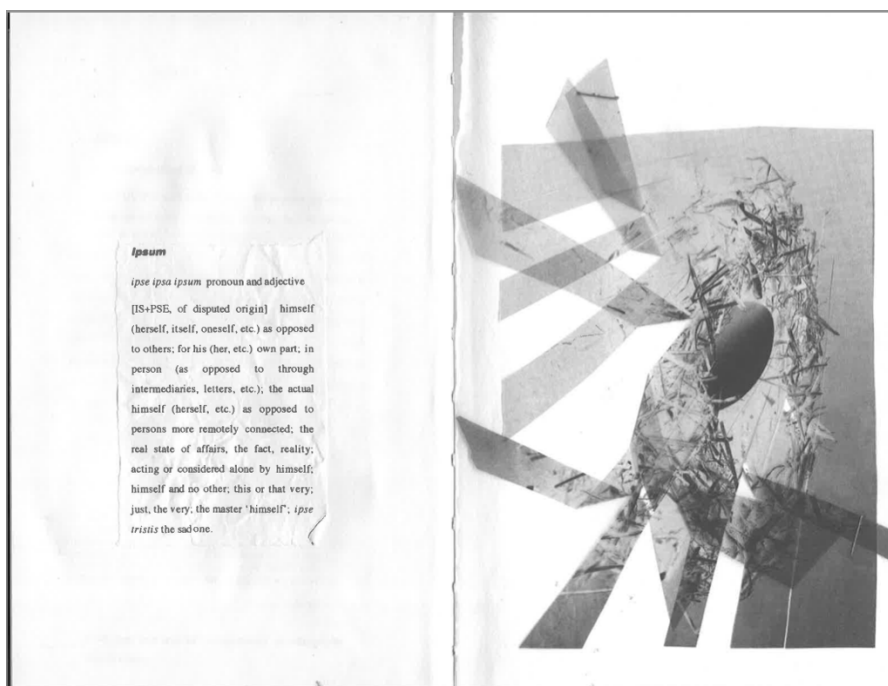 ipsum
ipse ipsa ipsum pronoun and adjective
[IS+PSE, of disputed origin] himself
(herself, itself, oneself, etc.) as opposed
to others; for his (her, etc.) own part; in
person (as opposed to through
intermediaries, letters, etc.); the actual
himself (herself, etc.) as opposed to
persons more remotely connected; the
real state of affairs, the fact, reality;
acting or considered alone by himself;
himself and no other; this or that very;
just, the very; the master 'himself'; ipse
tristis the sad one.